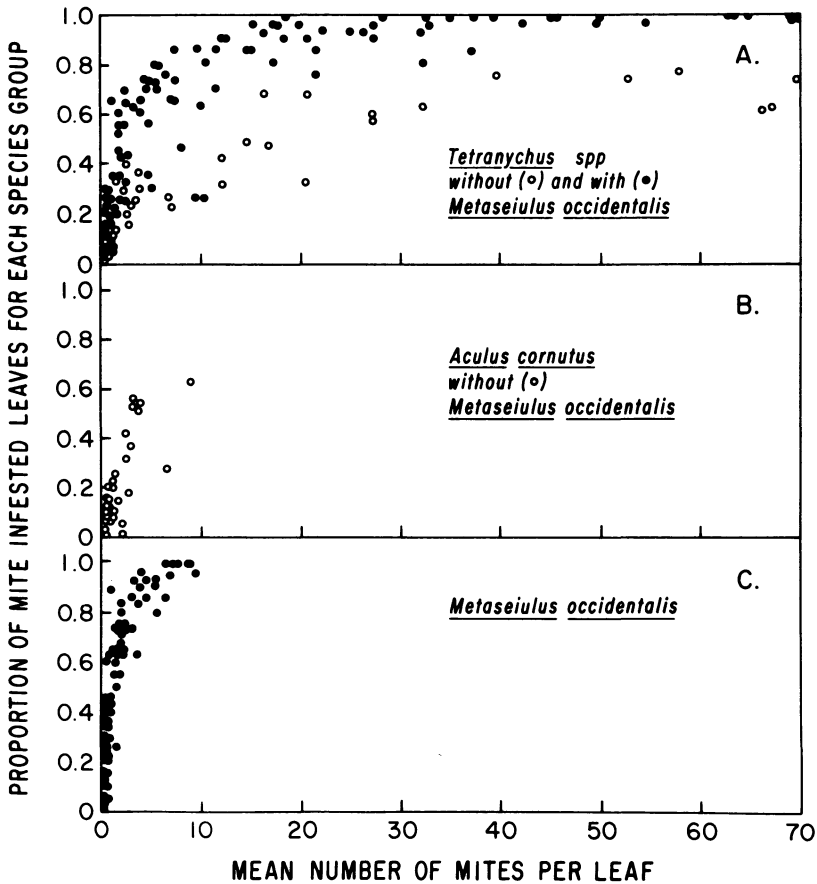 PROPORTION OF MITE INFESTED LEAVES FOR EACH SPECIES GROUP
1.0
0.8
0.6
0.4
0.2
0
A.
Tetranychus spp
without (○) and with (●)
Metaseiulus occidentalis
1.0
0.8
0.6
0.4
0.2
0
B.
Aculus cornutus
without (○)
Metaseiulus occidentalis
1.0
0.8
0.6
0.4
0.2
0
C.
Metaseiulus occidentalis
0 10 20 30 40 50 60 70
MEAN NUMBER OF MITES PER LEAF